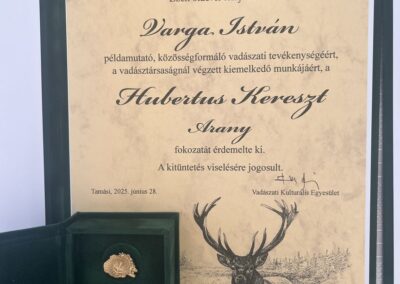 Varga István
példamutató, közösségformáló vadászati tevékenységéért,
a vadásztársaságnál végzett kiemelkedő munkájáért, a
Hubertus Kereszt
Arany
fokozatát érdemelte ki.
A kitüntetés viselésére jogosult.
Tamási, 2025. június 28.
Vadászati Kulturális Egyesület